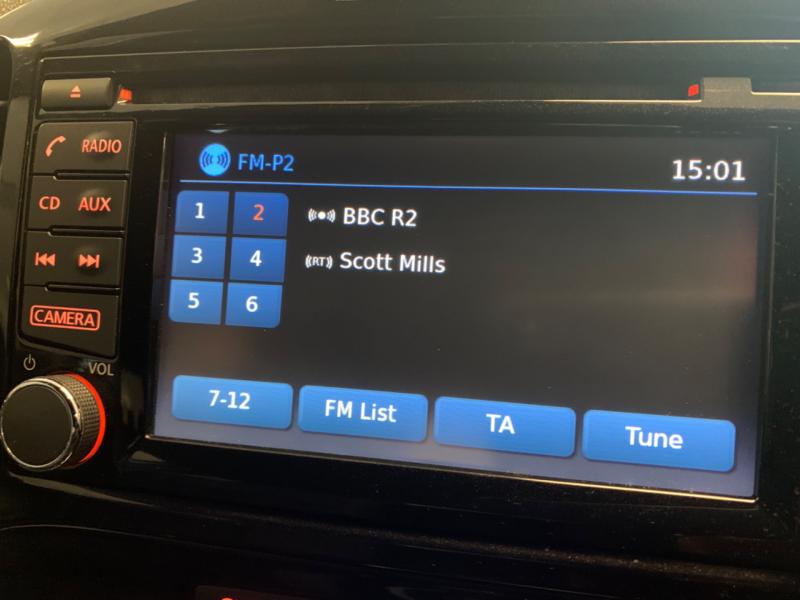 RADIO
CD AUX
CAMERA
VOL
FM-P2
15:01
1 2
BBC R2
3 4
RT Scott Mills
5 6
7-12 FM List TA Tune